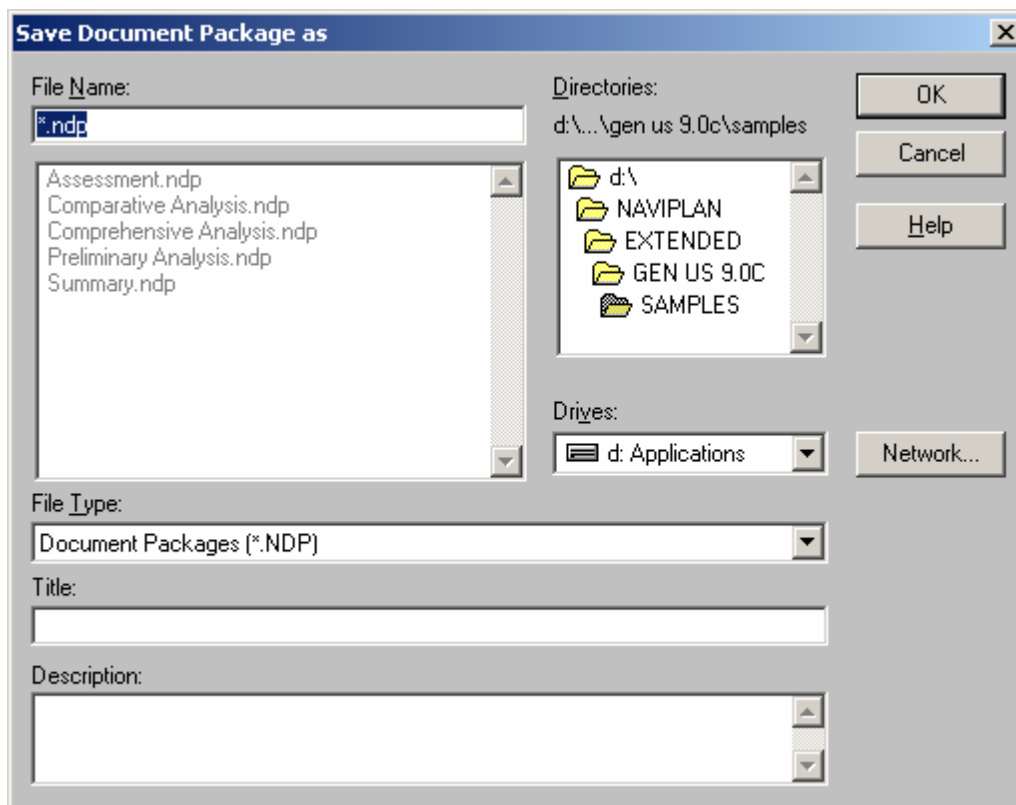 Save Document Package as
File Name:
*.ndp
Assessment.ndp
Comparative Analysis.ndp
Comprehensive Analysis.ndp
Preliminary Analysis.ndp
Summary.ndp
Directories:
d:\...\gen us 9.0c\samples
d:\
NAVIPLAN
EXTENDED
GEN US 9.0C
SAMPLES
OK
Cancel
Help
Drives:
d: Applications
Network...
File Type:
Document Packages (*.NDP)
Title:
Description: